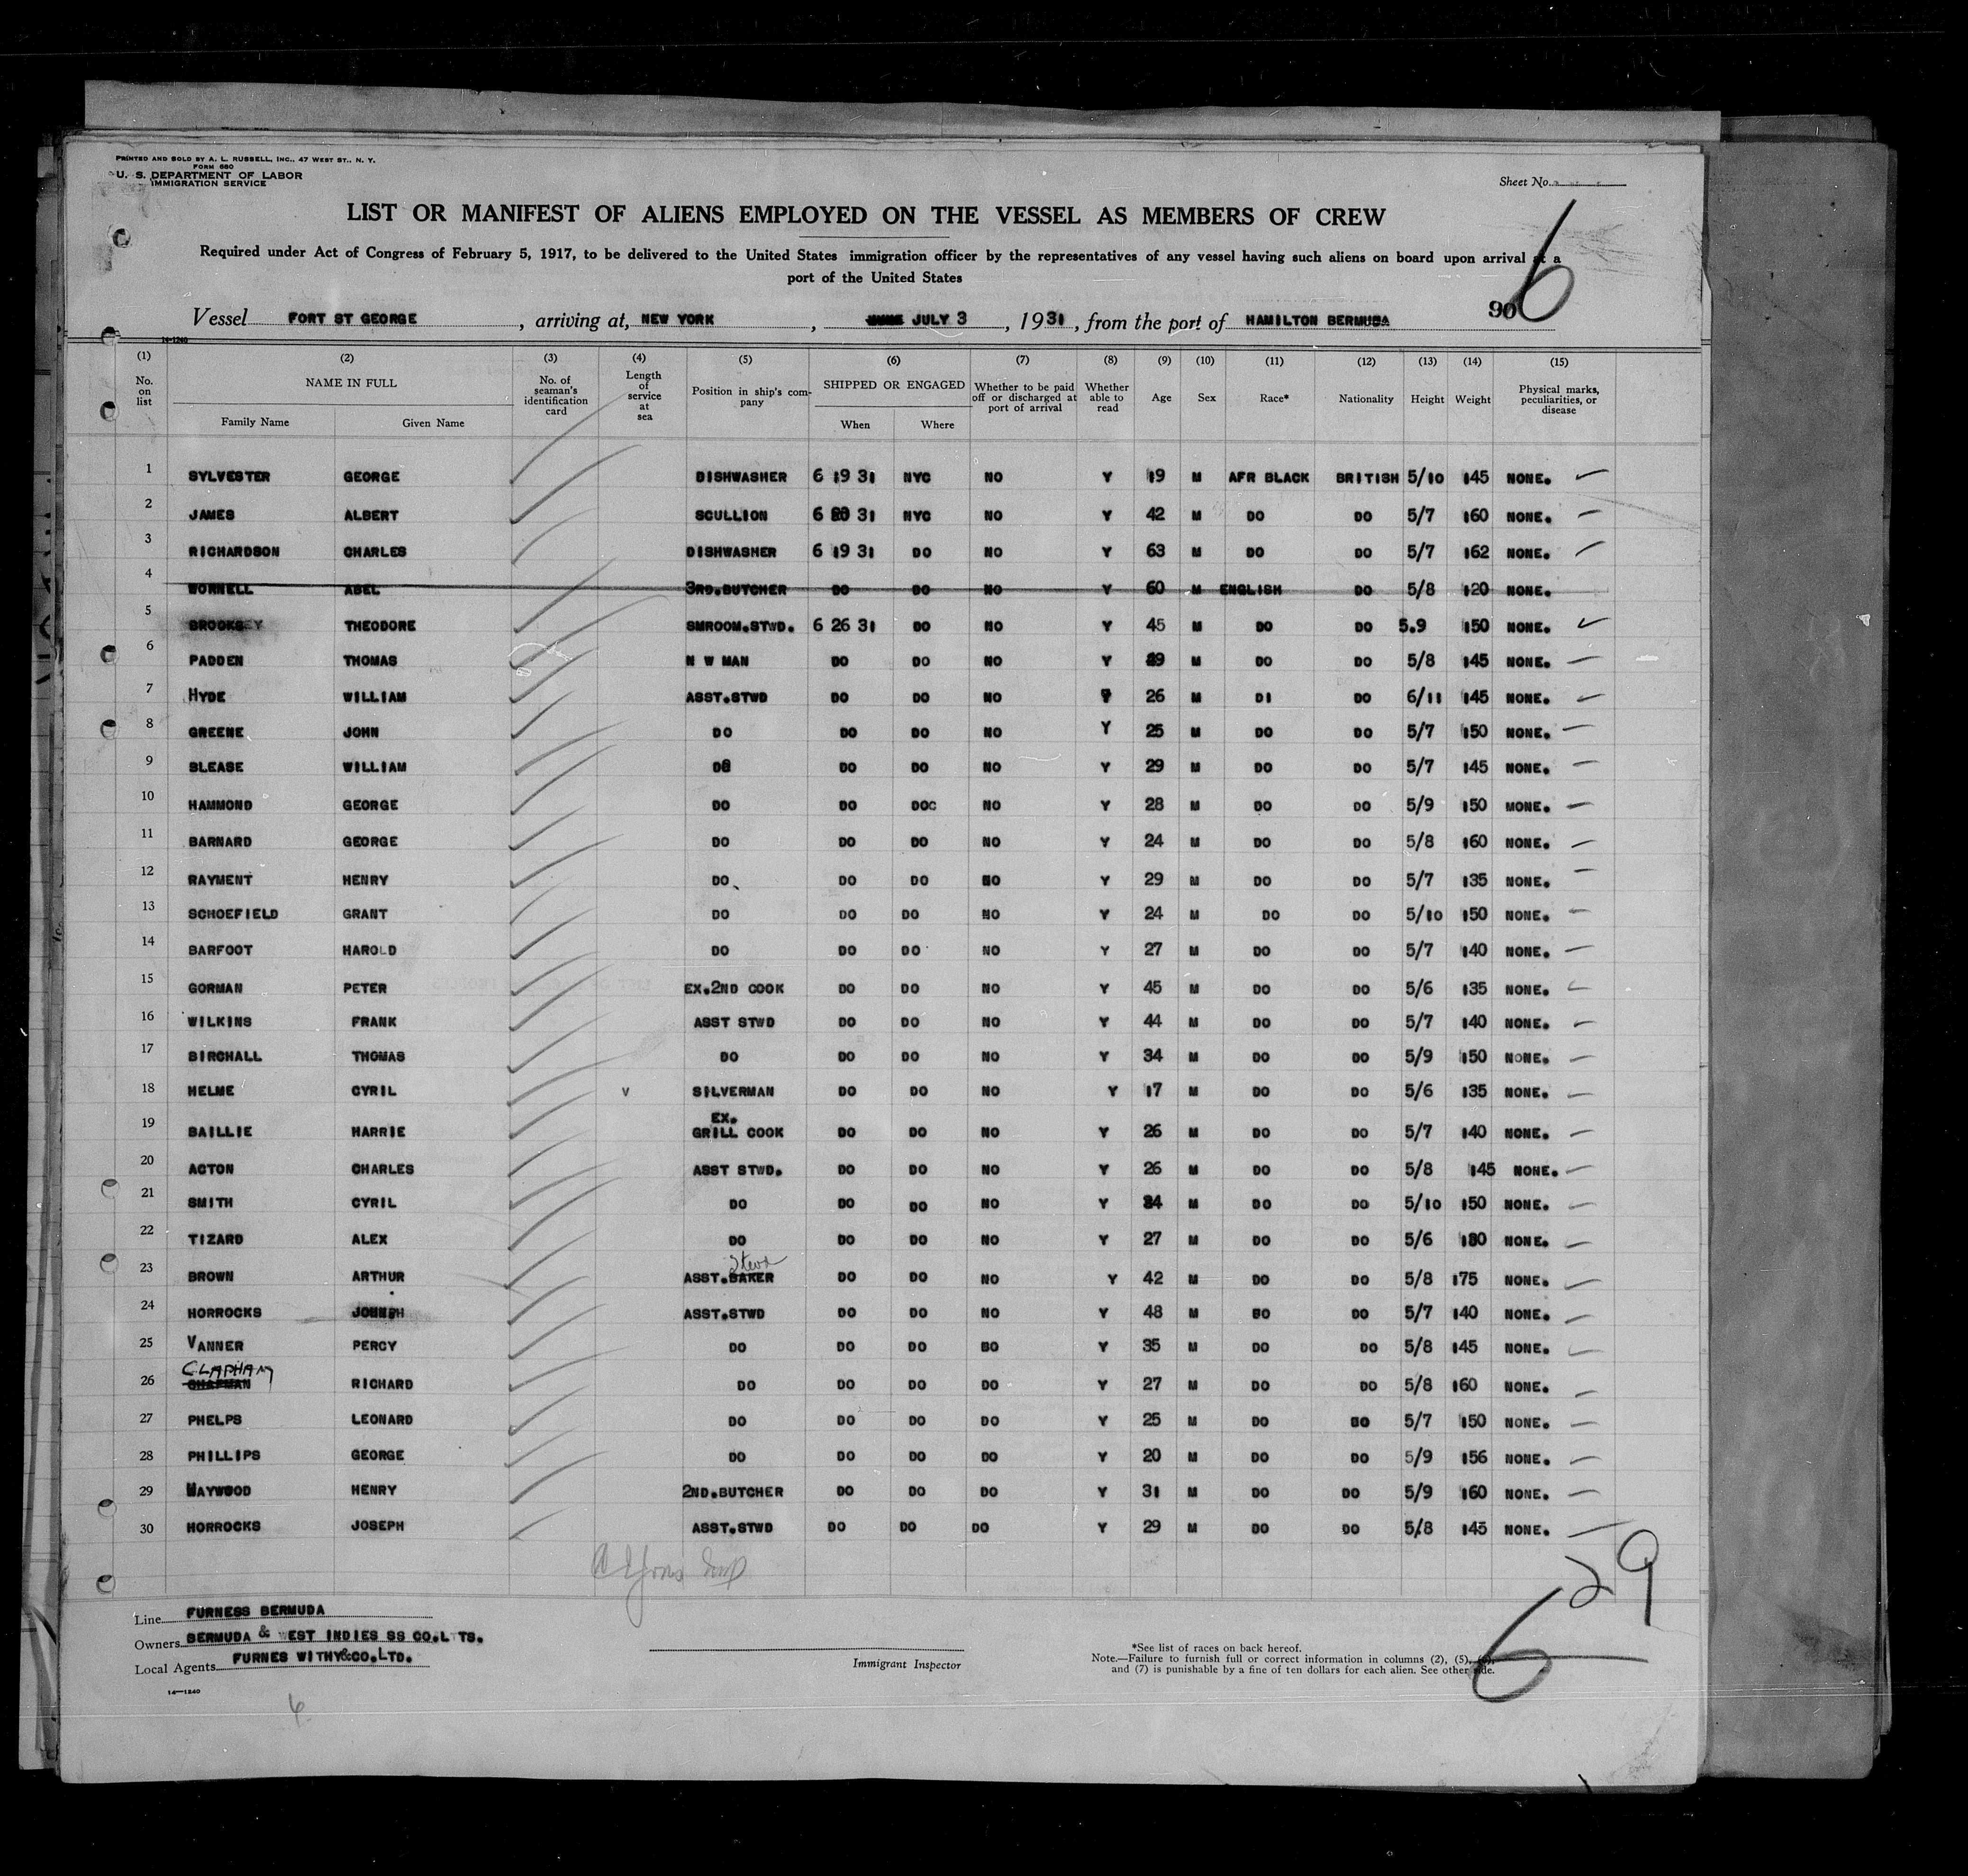 PRINTED AND SOLD BY A. L. RUSSELL, INC., 47 WEST ST., N. Y.
FORM 680
U. S. DEPARTMENT OF LABOR
IMMIGRATION SERVICE
Sheet No.
LIST OR MANIFEST OF ALIENS EMPLOYED ON THE VESSEL AS MEMBERS OF CREW
Required under Act of Congress of February 5, 1917, to be delivered to the United States immigration officer by the representatives of any vessel having such aliens on board upon arrival at a
port of the United States
90 6
Vessel FORT ST GEORGE, arriving at, NEW YORK, JUNE JULY 3, 1931, from the port of HAMILTON BERMUDA
14-1240
(1) (2) (3) (4) (5) (6) (7) (8) (9) (10) (11) (12) (13) (14) (15)
No. on list NAME IN FULL Family Name Given Name No. of seaman's identification card Length of service at sea Position in ship's company SHIPPED OR ENGAGED When Where Whether to be paid off or discharged at port of arrival Whether able to read Age Sex Race* Nationality Height Weight Physical marks, peculiarities, or disease
1 SYLVESTER GEORGE DISHWASHER 6 19 31 NYC NO Y 19 M AFR BLACK BRITISH 5/10 145 NONE.
2 JAMES ALBERT SCULLION 6 31 NYC NO Y 42 M DO DO 5/7 160 NONE.
3 RICHARDSON CHARLES DISHWASHER 6 19 31 DO NO Y 63 M DO DO 5/7 162 NONE.
4 WORNELL ABEL 3RD.BUTCHER DO DO NO Y 60 M ENGLISH DO 5/8 120 NONE.
5 BROOKSEY THEODORE SMROOM.STWD. 6 26 31 DO NO Y 45 M DO DO 5.9 150 NONE.
6 PADDEN THOMAS N W MAN DO DO NO Y M DO DO 5/8 145 NONE.
7 HYDE WILLIAM ASST.STWD DO DO NO Y 26 M DI DO 6/11 145 NONE.
8 GREENE JOHN DO DO DO NO Y 25 M DO DO 5/7 150 NONE.
9 SLEASE WILLIAM DO DO DO NO Y 29 M DO DO 5/7 145 NONE.
10 HAMMOND GEORGE DO DO DOC NO Y 28 M DO DO 5/9 150 MONE.
11 BARNARD GEORGE DO DO DO NO Y 24 M DO DO 5/8 160 NONE.
12 RAYMENT HENRY DO DO DO NO Y 29 M DO DO 5/7 135 NONE.
13 SCHOEFIELD GRANT DO DO DO NO Y 24 M DO DO 5/10 150 NONE.
14 BARFOOT HAROLD DO DO DO NO Y 27 M DO DO 5/7 140 NONE.
15 GORMAN PETER EX.2ND COOK DO DO NO Y 45 M DO DO 5/6 135 NONE.
16 WILKINS FRANK ASST STWD DO DO NO Y 44 M DO DO 5/7 140 NONE.
17 BIRCHALL THOMAS DO DO DO NO Y 34 M DO DO 5/9 150 NONE.
18 HELME CYRIL V SILVERMAN DO DO NO Y 17 M DO DO 5/6 135 NONE.
19 BAILLIE HARRIE EX. GRILL COOK DO DO NO Y 26 M DO DO 5/7 140 NONE.
20 ACTON CHARLES ASST STWD. DO DO NO Y 26 M DO DO 5/8 145 NONE.
21 SMITH CYRIL DO DO DO NO Y M DO DO 5/10 150 NONE.
22 TIZARD ALEX DO DO DO NO Y 27 M DO DO 5/6 NONE.
23 BROWN ARTHUR ASST.BAKER Stewd DO DO NO Y 42 M DO DO 5/8 175 NONE.
24 HORROCKS ASST.STWD DO DO NO Y 48 M DO DO 5/7 140 NONE.
25 VANNER PERCY DO DO DO Y 35 M DO DO 5/8 145 NONE.
26 CLAPHAM CHAPMAN RICHARD DO DO DO DO Y 27 M DO DO 5/8 160 NONE.
27 PHELPS LEONARD DO DO DO DO Y 25 M DO DO 5/7 150 NONE.
28 PHILLIPS GEORGE DO DO DO DO Y 20 M DO DO 5/9 156 NONE.
29 HAYWOOD HENRY 2ND.BUTCHER DO DO DO Y 31 M DO DO 5/9 160 NONE.
30 HORROCKS JOSEPH ASST.STWD DO DO DO Y 29 M DO DO 5/8 145 NONE.
29
6
Line FURNESS BERMUDA
Owners BERMUDA & WEST INDIES SS CO.L TS.
Local Agents FURNES WITHY&CO.LTD.
Immigrant Inspector
*See list of races on back hereof.
Note.—Failure to furnish full or correct information in columns (2), (5), (6),
and (7) is punishable by a fine of ten dollars for each alien. See other side.
14—1240
6